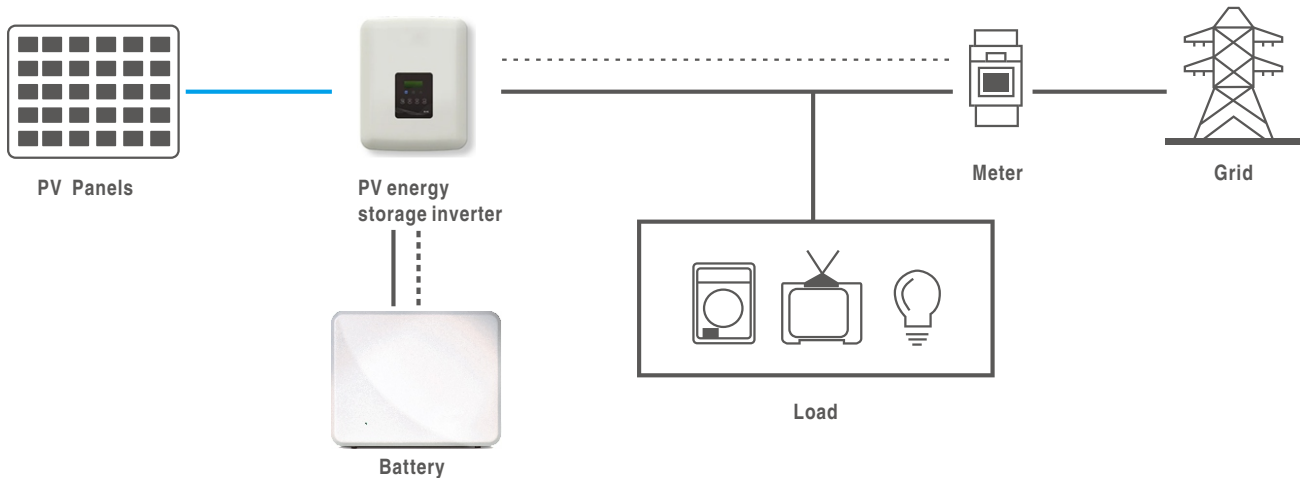 PV Panels
PV energy
storage inverter
Meter
Grid
Load
Battery